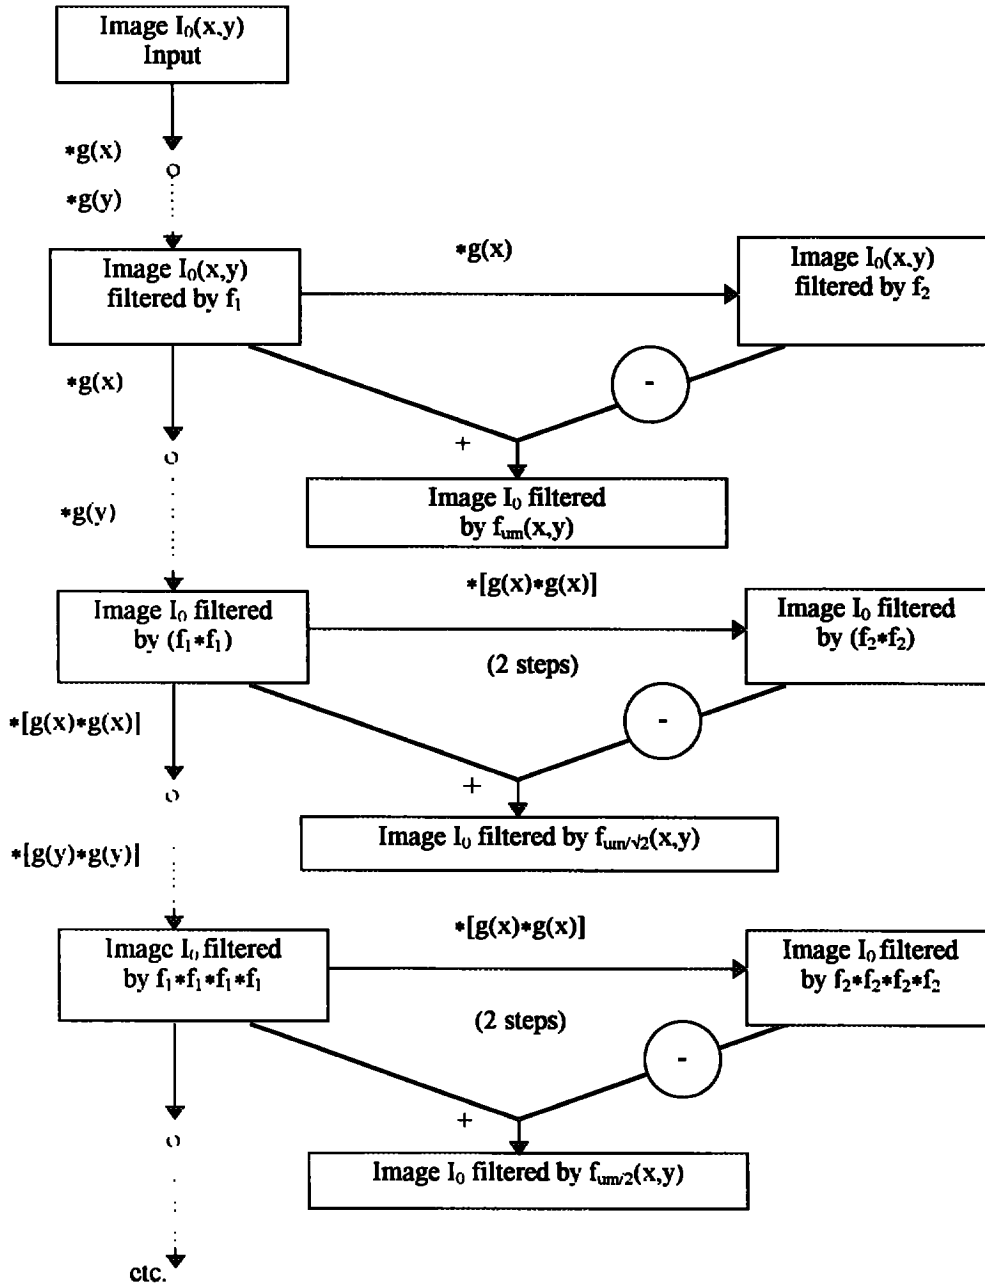 Image I₀(x,y)
Input
*g(x)
o
*g(y)
Image I₀(x,y)
filtered by f₁
*g(x)
Image I₀(x,y)
filtered by f₂
*g(x)
-
o
+
*g(y)
Image I₀ filtered
by fᵤₘ(x,y)
Image I₀ filtered
by (f₁*f₁)
*[g(x)*g(x)]
(2 steps)
Image I₀ filtered
by (f₂*f₂)
*[g(x)*g(x)]
-
o
+
*[g(y)*g(y)]
Image I₀ filtered by f_um/√2(x,y)
Image I₀ filtered
by f₁*f₁*f₁*f₁
*[g(x)*g(x)]
(2 steps)
Image I₀ filtered
by f₂*f₂*f₂*f₂
-
o
+
Image I₀ filtered by f_um/2(x,y)
etc.